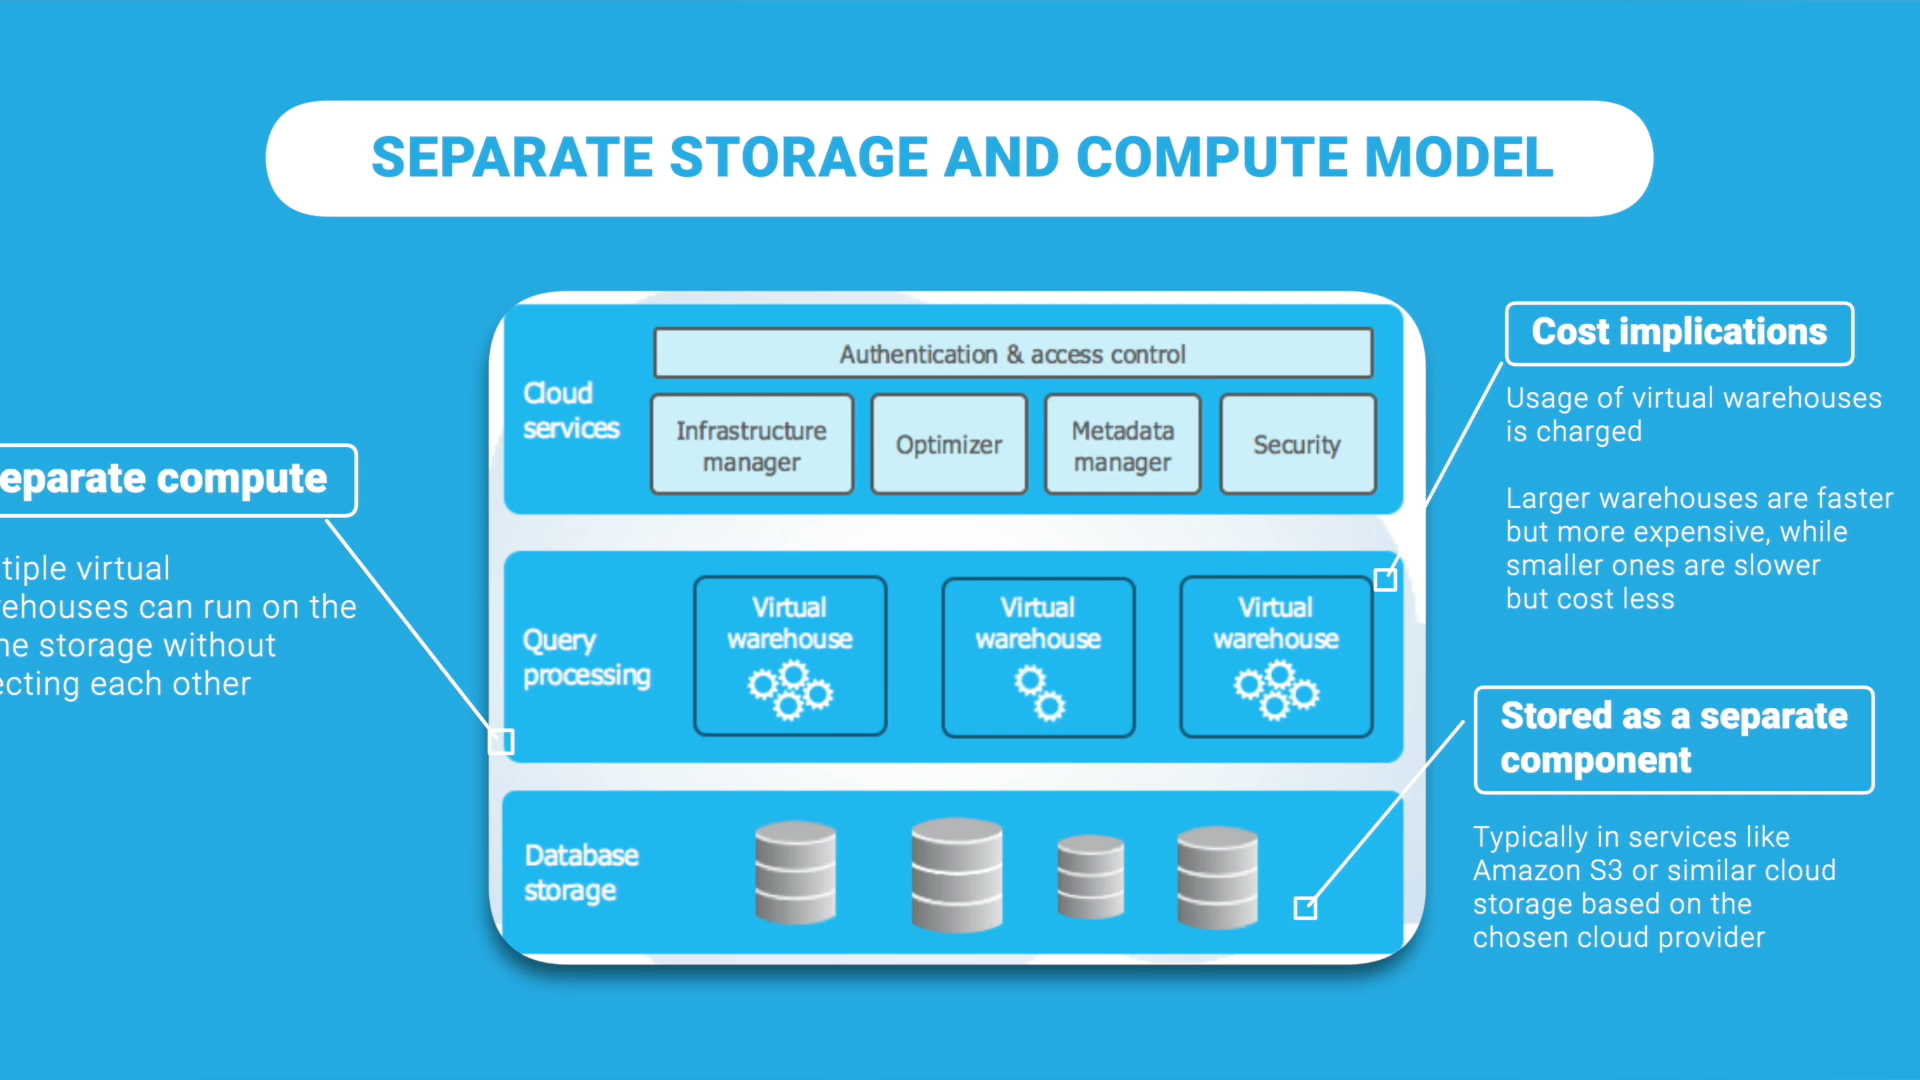 SEPARATE STORAGE AND COMPUTE MODEL
eparate compute
tiple virtual
ehouses can run on the
ne storage without
ecting each other
Cloud
services
Authentication & access control
Infrastructure
manager
Optimizer
Metadata
manager
Security
Query
processing
Virtual
warehouse
Virtual
warehouse
Virtual
warehouse
Database
storage
Cost implications
Usage of virtual warehouses
is charged
Larger warehouses are faster
but more expensive, while
smaller ones are slower
but cost less
Stored as a separate
component
Typically in services like
Amazon S3 or similar cloud
storage based on the
chosen cloud provider